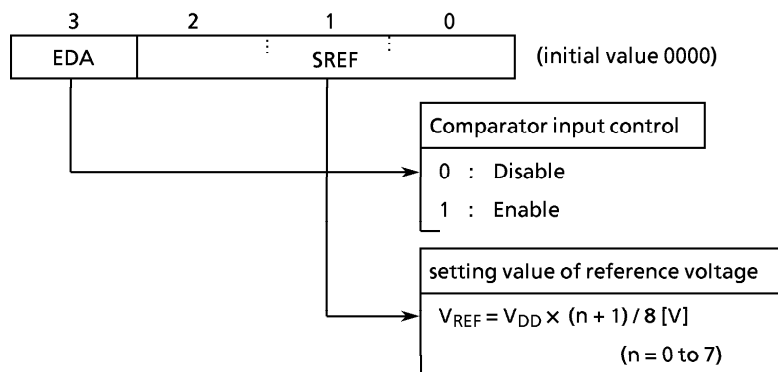 3 2 1 0
EDA SREF (initial value 0000)
Comparator input control
0 : Disable
1 : Enable
setting value of reference voltage
VREF = VDD × (n + 1) / 8 [V]
(n = 0 to 7)